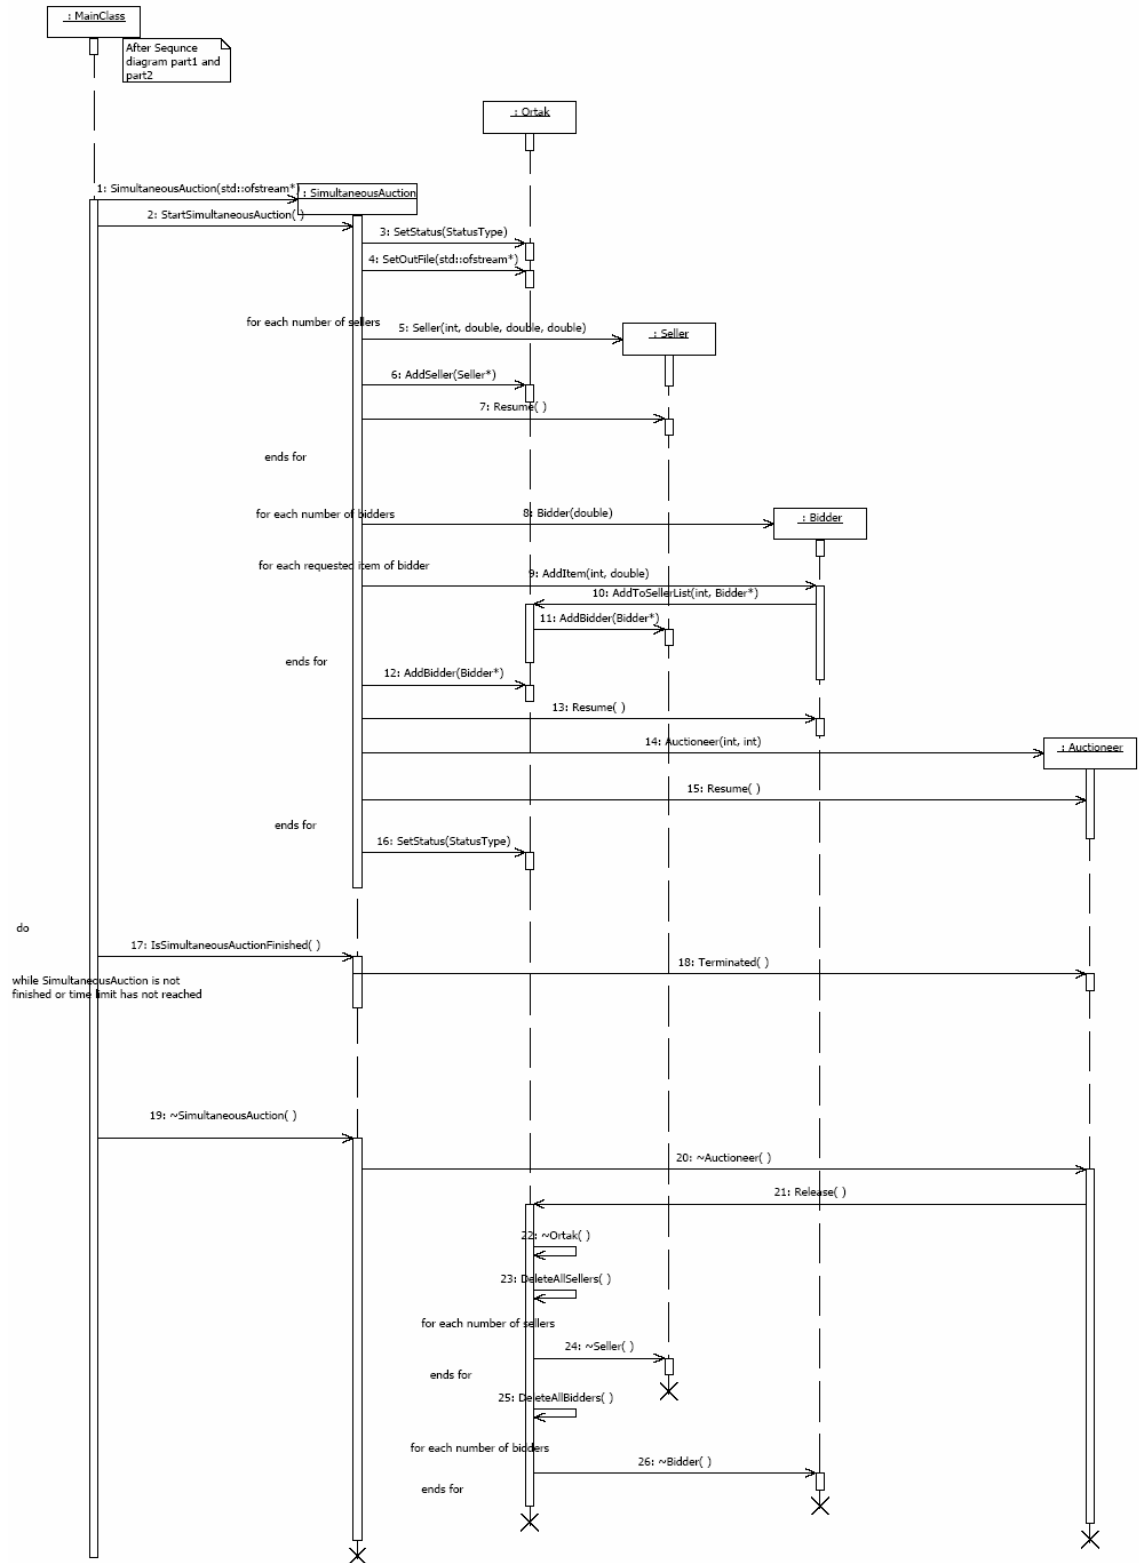 : MainClass
After Sequnce
diagram part1 and
part2
: Ortak
1: SimultaneousAuction(std::ofstream*)
: SimultaneousAuction
2: StartSimultaneousAuction( )
3: SetStatus(StatusType)
4: SetOutFile(std::ofstream*)
for each number of sellers
5: Seller(int, double, double, double)
: Seller
6: AddSeller(Seller*)
7: Resume( )
ends for
for each number of bidders
8: Bidder(double)
: Bidder
for each requested item of bidder
9: AddItem(int, double)
10: AddToSellerList(int, Bidder*)
11: AddBidder(Bidder*)
ends for
12: AddBidder(Bidder*)
13: Resume( )
14: Auctioneer(int, int)
: Auctioneer
15: Resume( )
ends for
16: SetStatus(StatusType)
do
17: IsSimultaneousAuctionFinished( )
18: Terminated( )
while SimultaneousAuction is not
finished or time limit has not reached
19: ~SimultaneousAuction( )
20: ~Auctioneer( )
21: Release( )
22: ~Ortak( )
23: DeleteAllSellers( )
for each number of sellers
24: ~Seller( )
ends for
25: DeleteAllBidders( )
for each number of bidders
26: ~Bidder( )
ends for